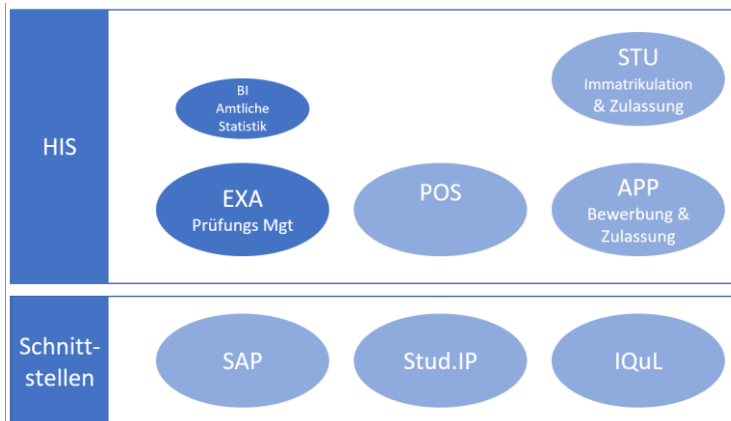 HIS
BI
Amtliche
Statistik
STU
Immatrikulation
& Zulassung
EXA
Prüfungs Mgt
POS
APP
Bewerbung &
Zulassung
Schnitt-
stellen
SAP
Stud.IP
IQuL